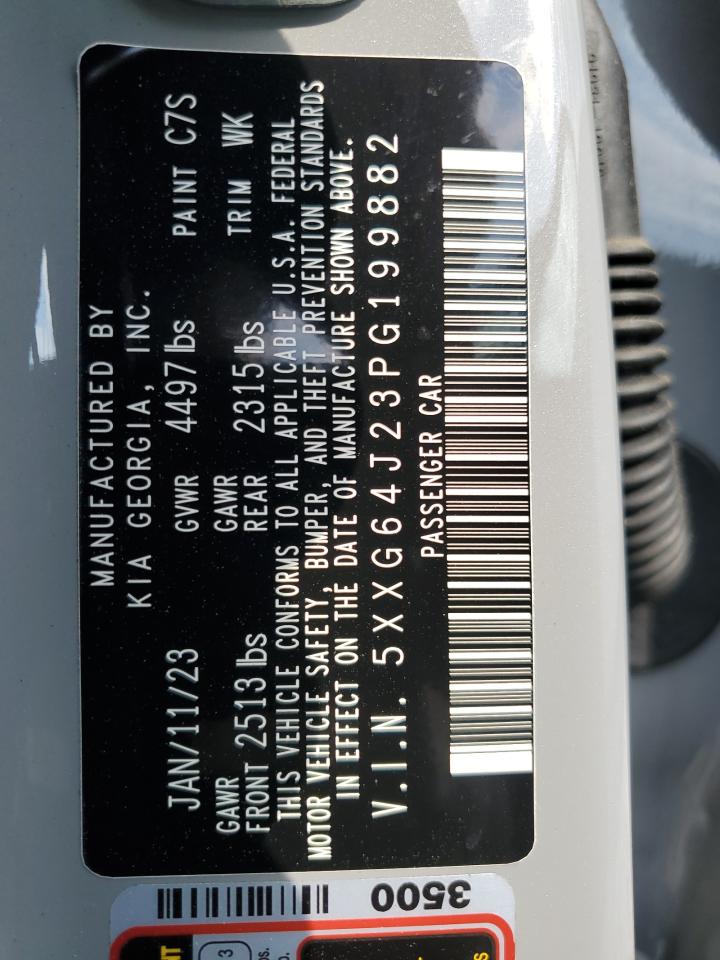 MANUFACTURED BY
KIA GEORGIA, INC.
JAN/11/23 GVWR 4497 lbs PAINT C7S
GAWR GAWR
FRONT 2513 lbs REAR 2315 lbs TRIM WK
THIS VEHICLE CONFORMS TO ALL APPLICABLE U.S.A. FEDERAL
MOTOR VEHICLE SAFETY, BUMPER, AND THEFT PREVENTION STANDARDS
IN EFFECT ON THE DATE OF MANUFACTURE SHOWN ABOVE.
V.I.N. 5XXG64J23PG199882
PASSENGER CAR
3500
3